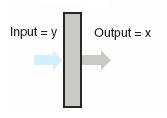 Input = y
Output = x